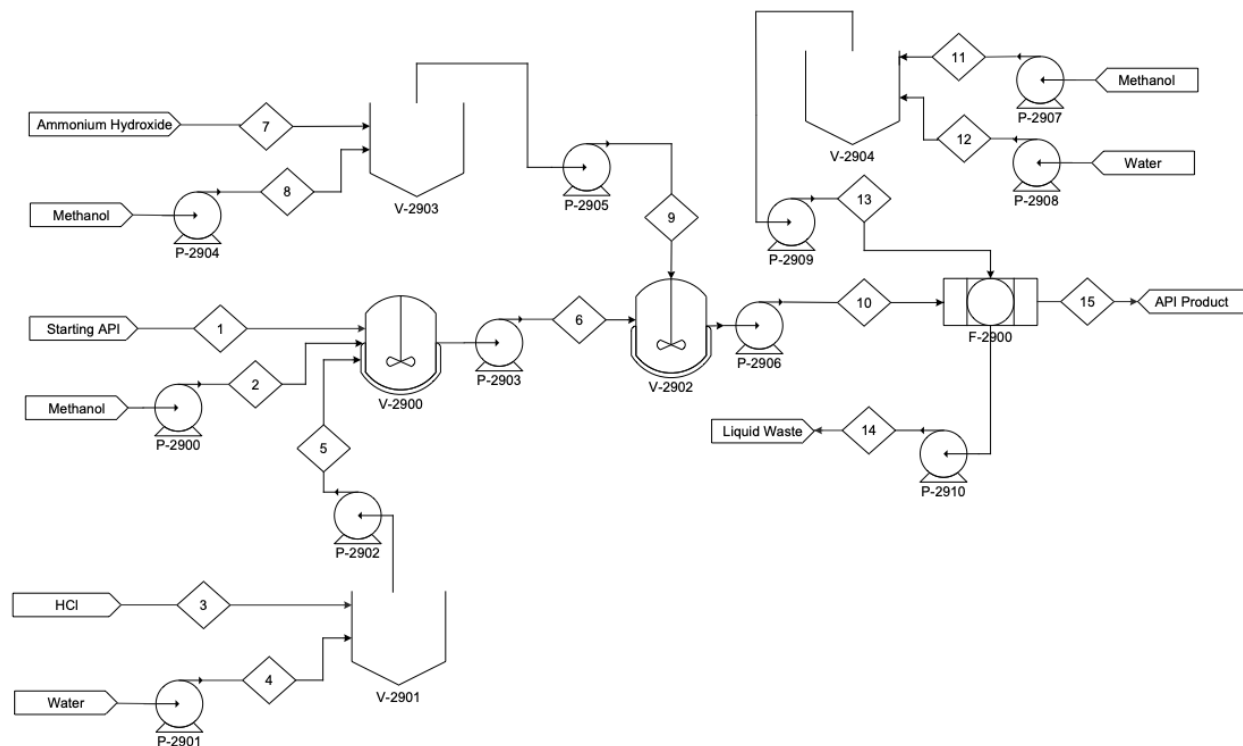 11
Methanol
P-2907
Ammonium Hydroxide
7
12
Water
V-2904
P-2908
8
P-2905
Methanol
V-2903
9
13
P-2904
P-2909
Starting API
1
6
10
15
API Product
F-2900
P-2903
P-2906
V-2902
2
V-2900
Methanol
P-2900
Liquid Waste
14
5
P-2910
P-2902
HCl
3
4
Water
V-2901
P-2901